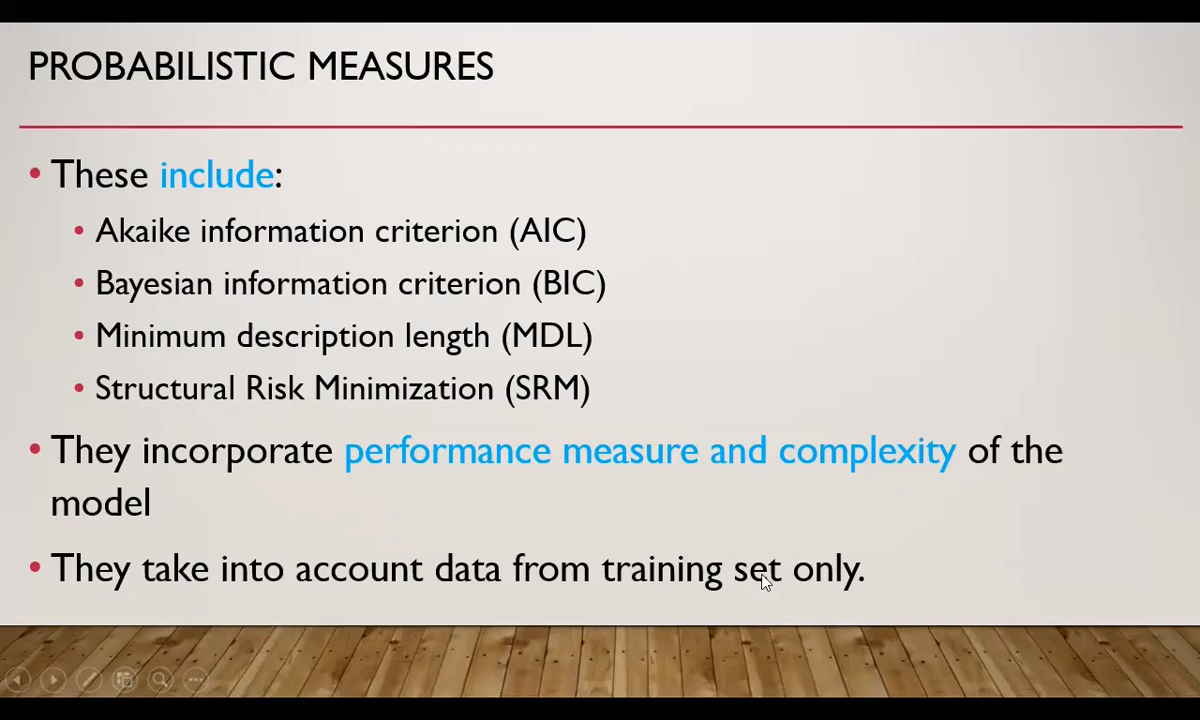 PROBABILISTIC MEASURES
• These include:
• Akaike information criterion (AIC)
• Bayesian information criterion (BIC)
• Minimum description length (MDL)
• Structural Risk Minimization (SRM)
• They incorporate performance measure and complexity of the
model
• They take into account data from training set only.